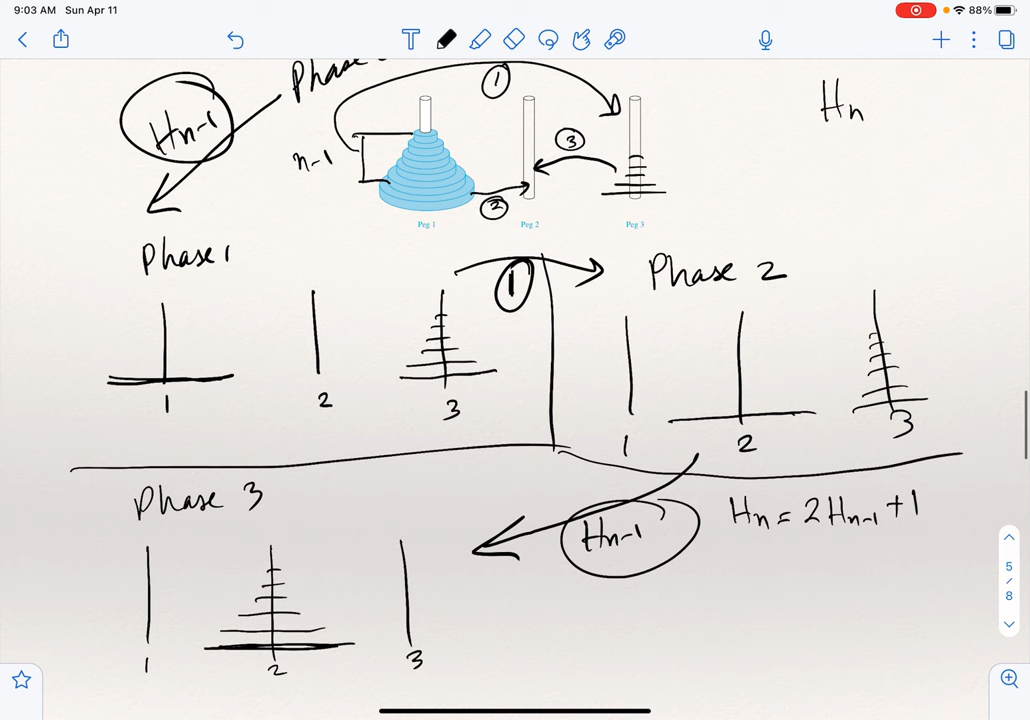 9:03 AM Sun Apr 11
88%
Phase
Hn
Hn-1
n-1
1
3
2
Peg 1
Peg 2
Peg 3
Phase 1
1
Phase 2
1
2
3
1
2
3
Phase 3
Hn-1
Hn = 2Hn-1 + 1
1
2
3
5
/
8